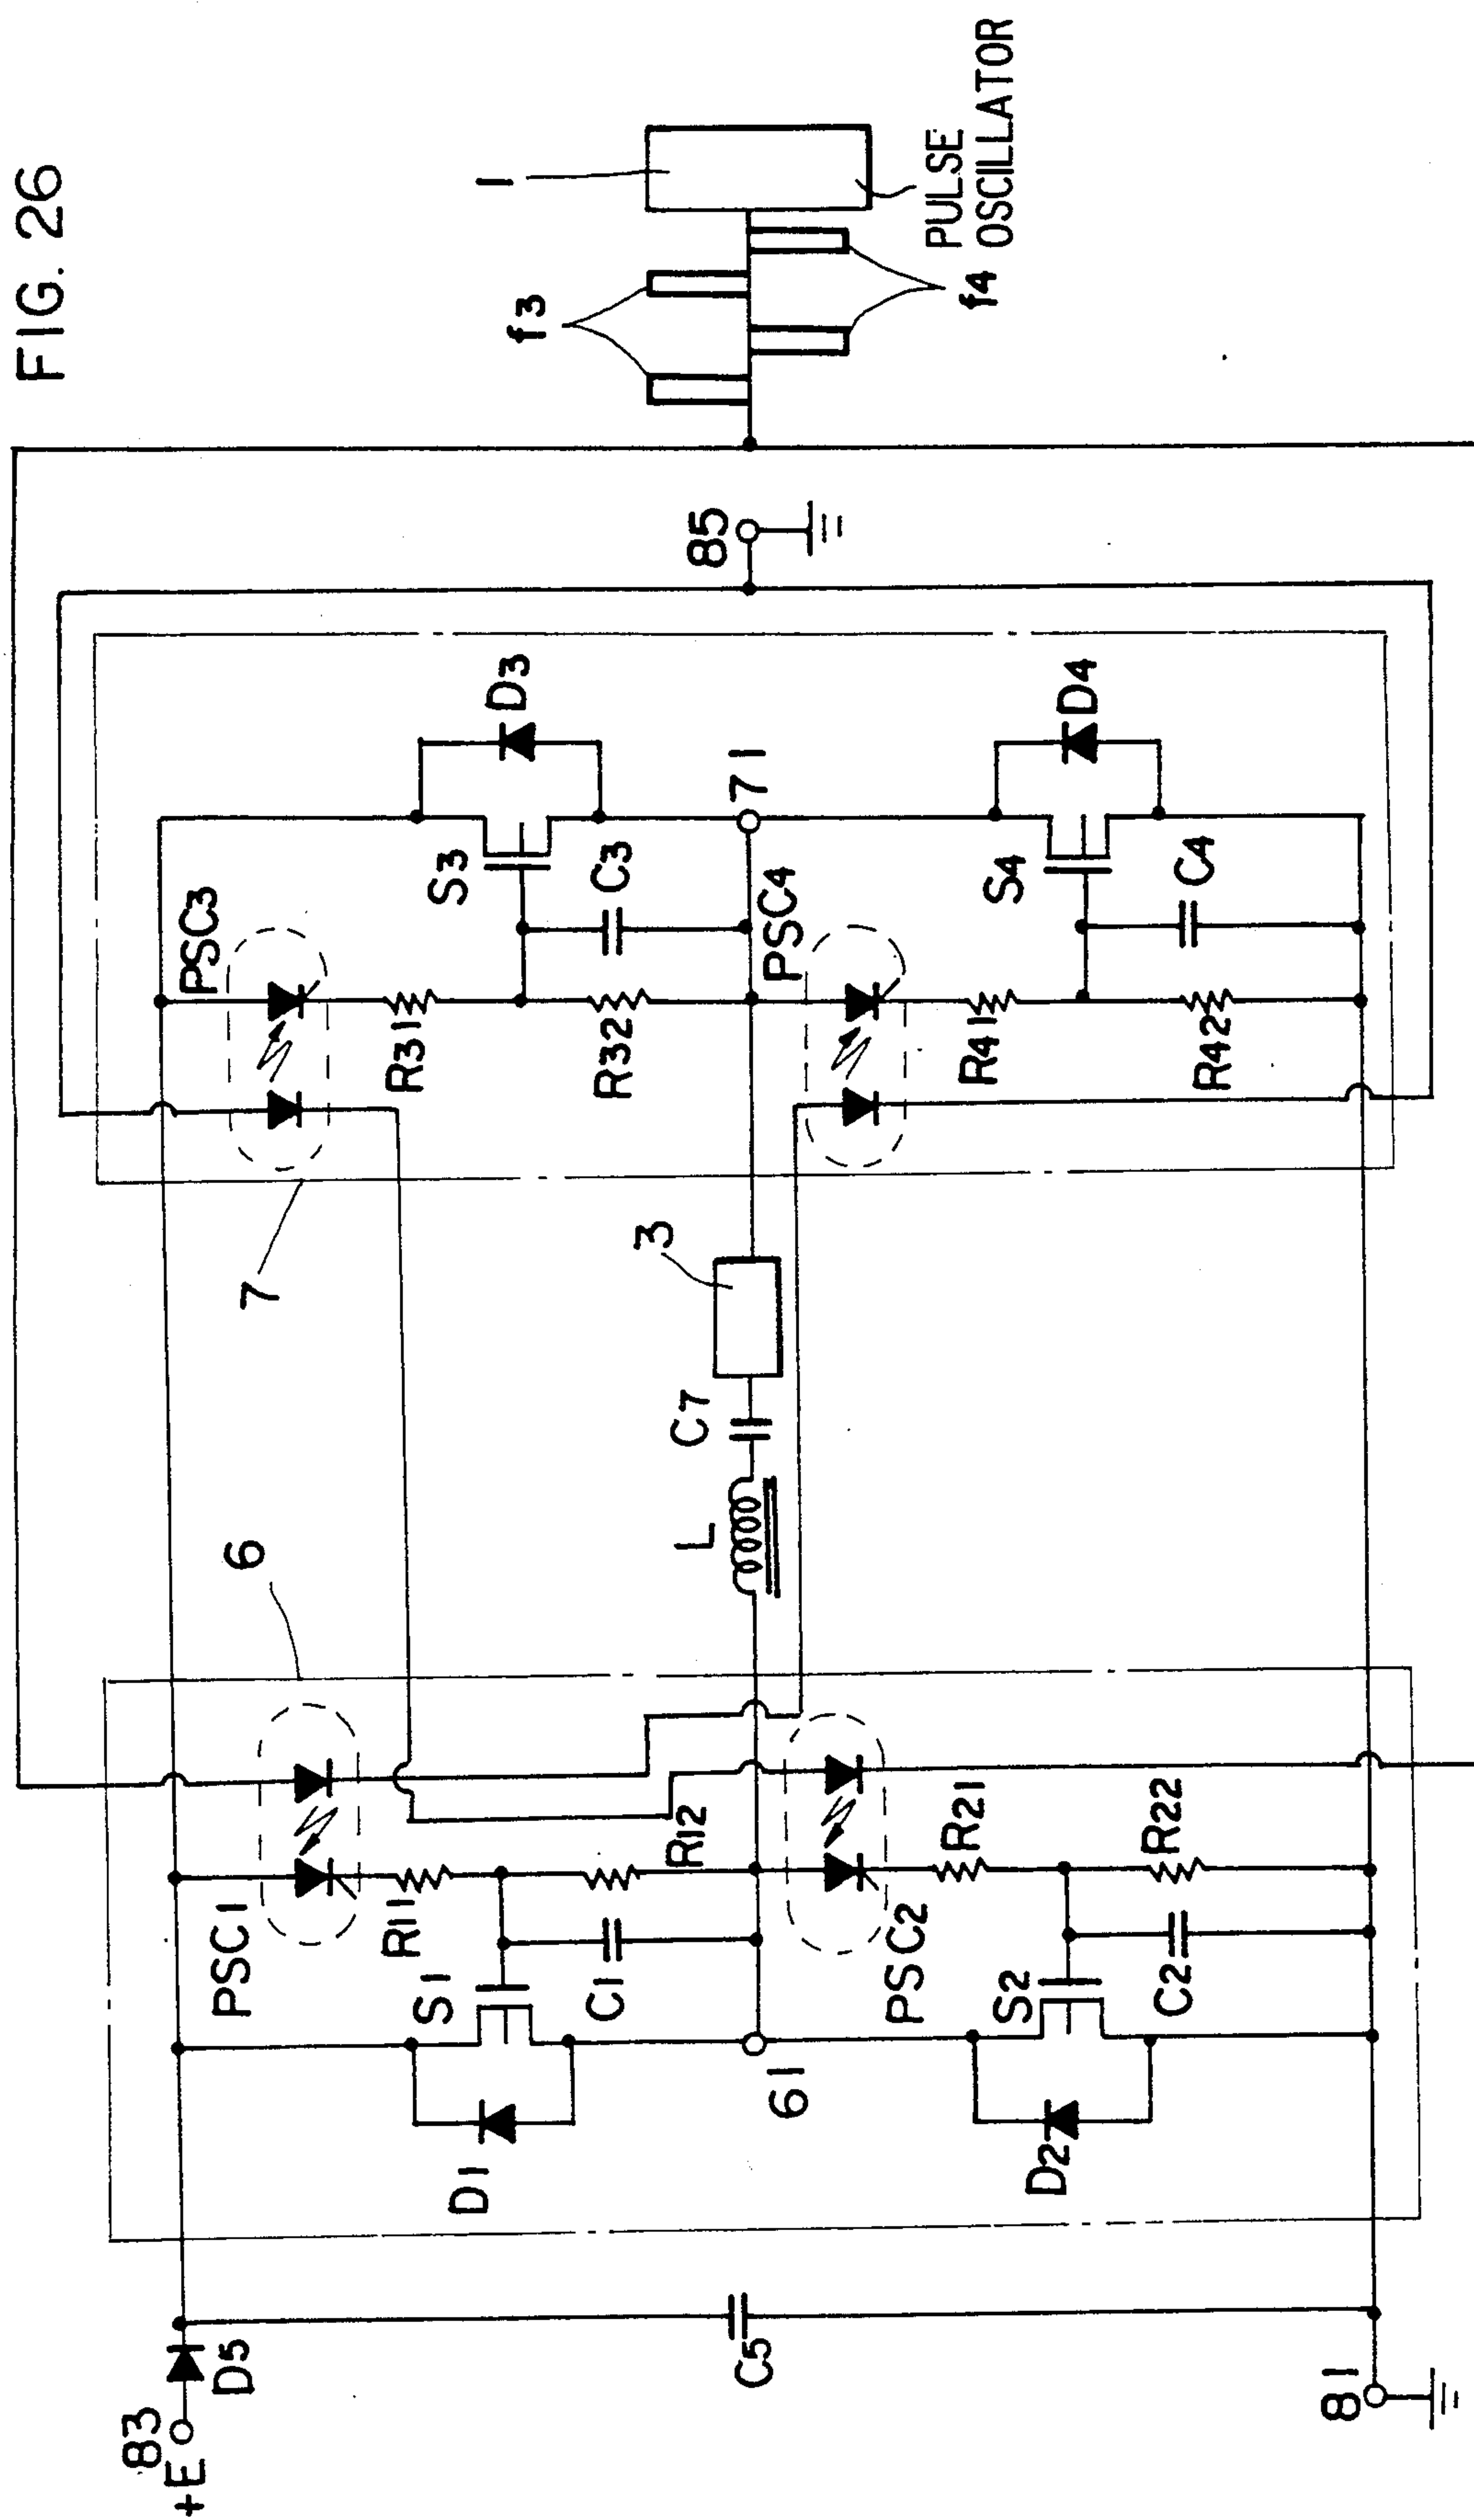 FIG. 26
83
+E
D5
C5
81
6
PSC1
R11
S1
C1
R12
D1
61
PSC2
R21
S2
C2
R22
D2
L
C7
3
7
PSC3
R31
S3
C3
R32
D3
71
PSC4
R41
S4
C4
R42
D4
85
f3
f4
1
PULSE
OSCILLATOR